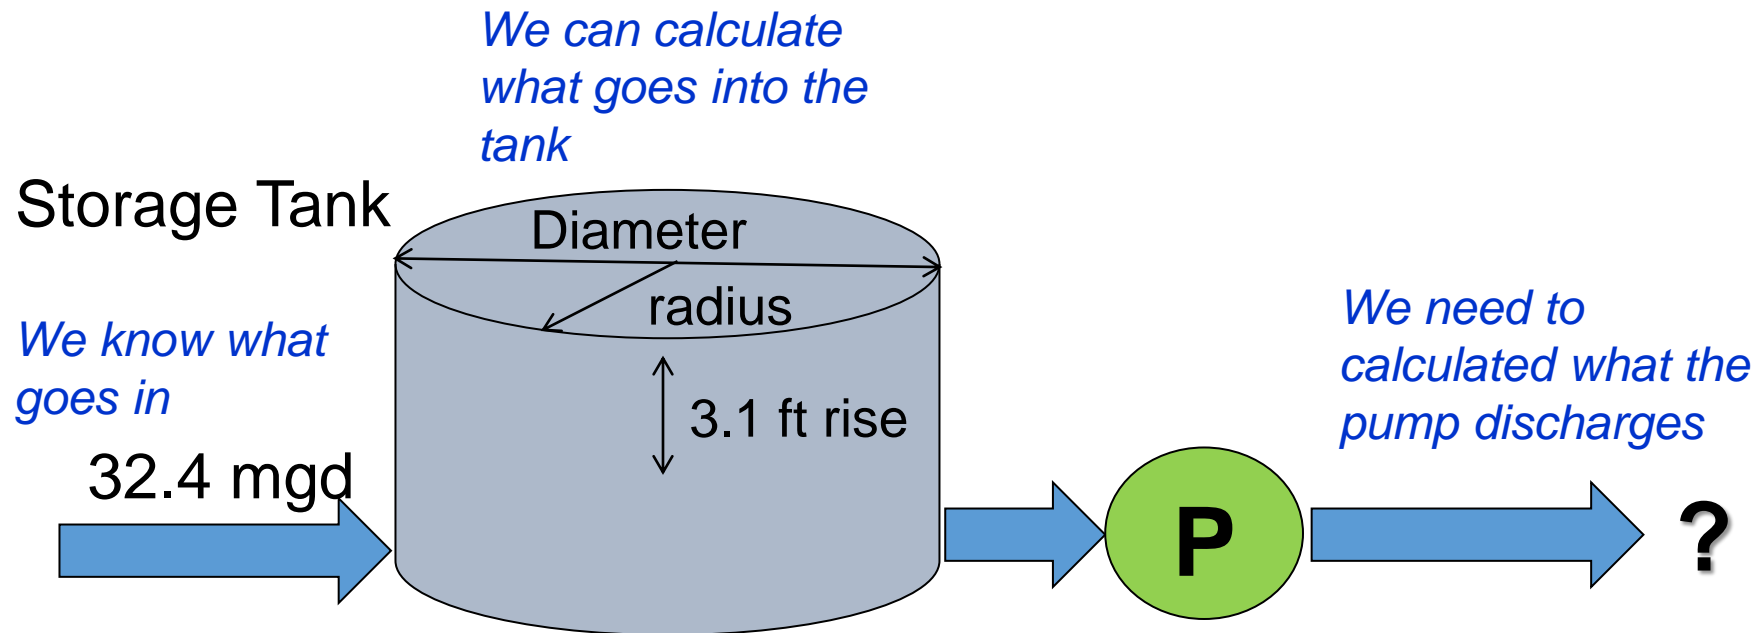 We can calculate
what goes into the
tank
Storage Tank
Diameter
radius
3.1 ft rise
We know what
goes in
32.4 mgd
P
We need to
calculated what the
pump discharges
?